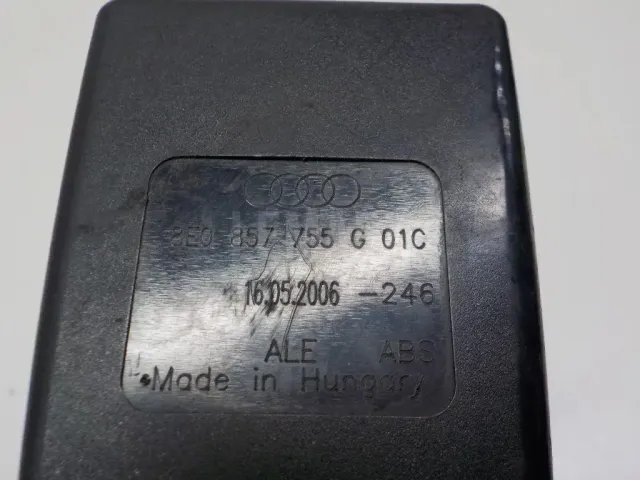 8E0 857 755 G 01C
16.05.2006 -246
ALE ABS
Made in Hungary